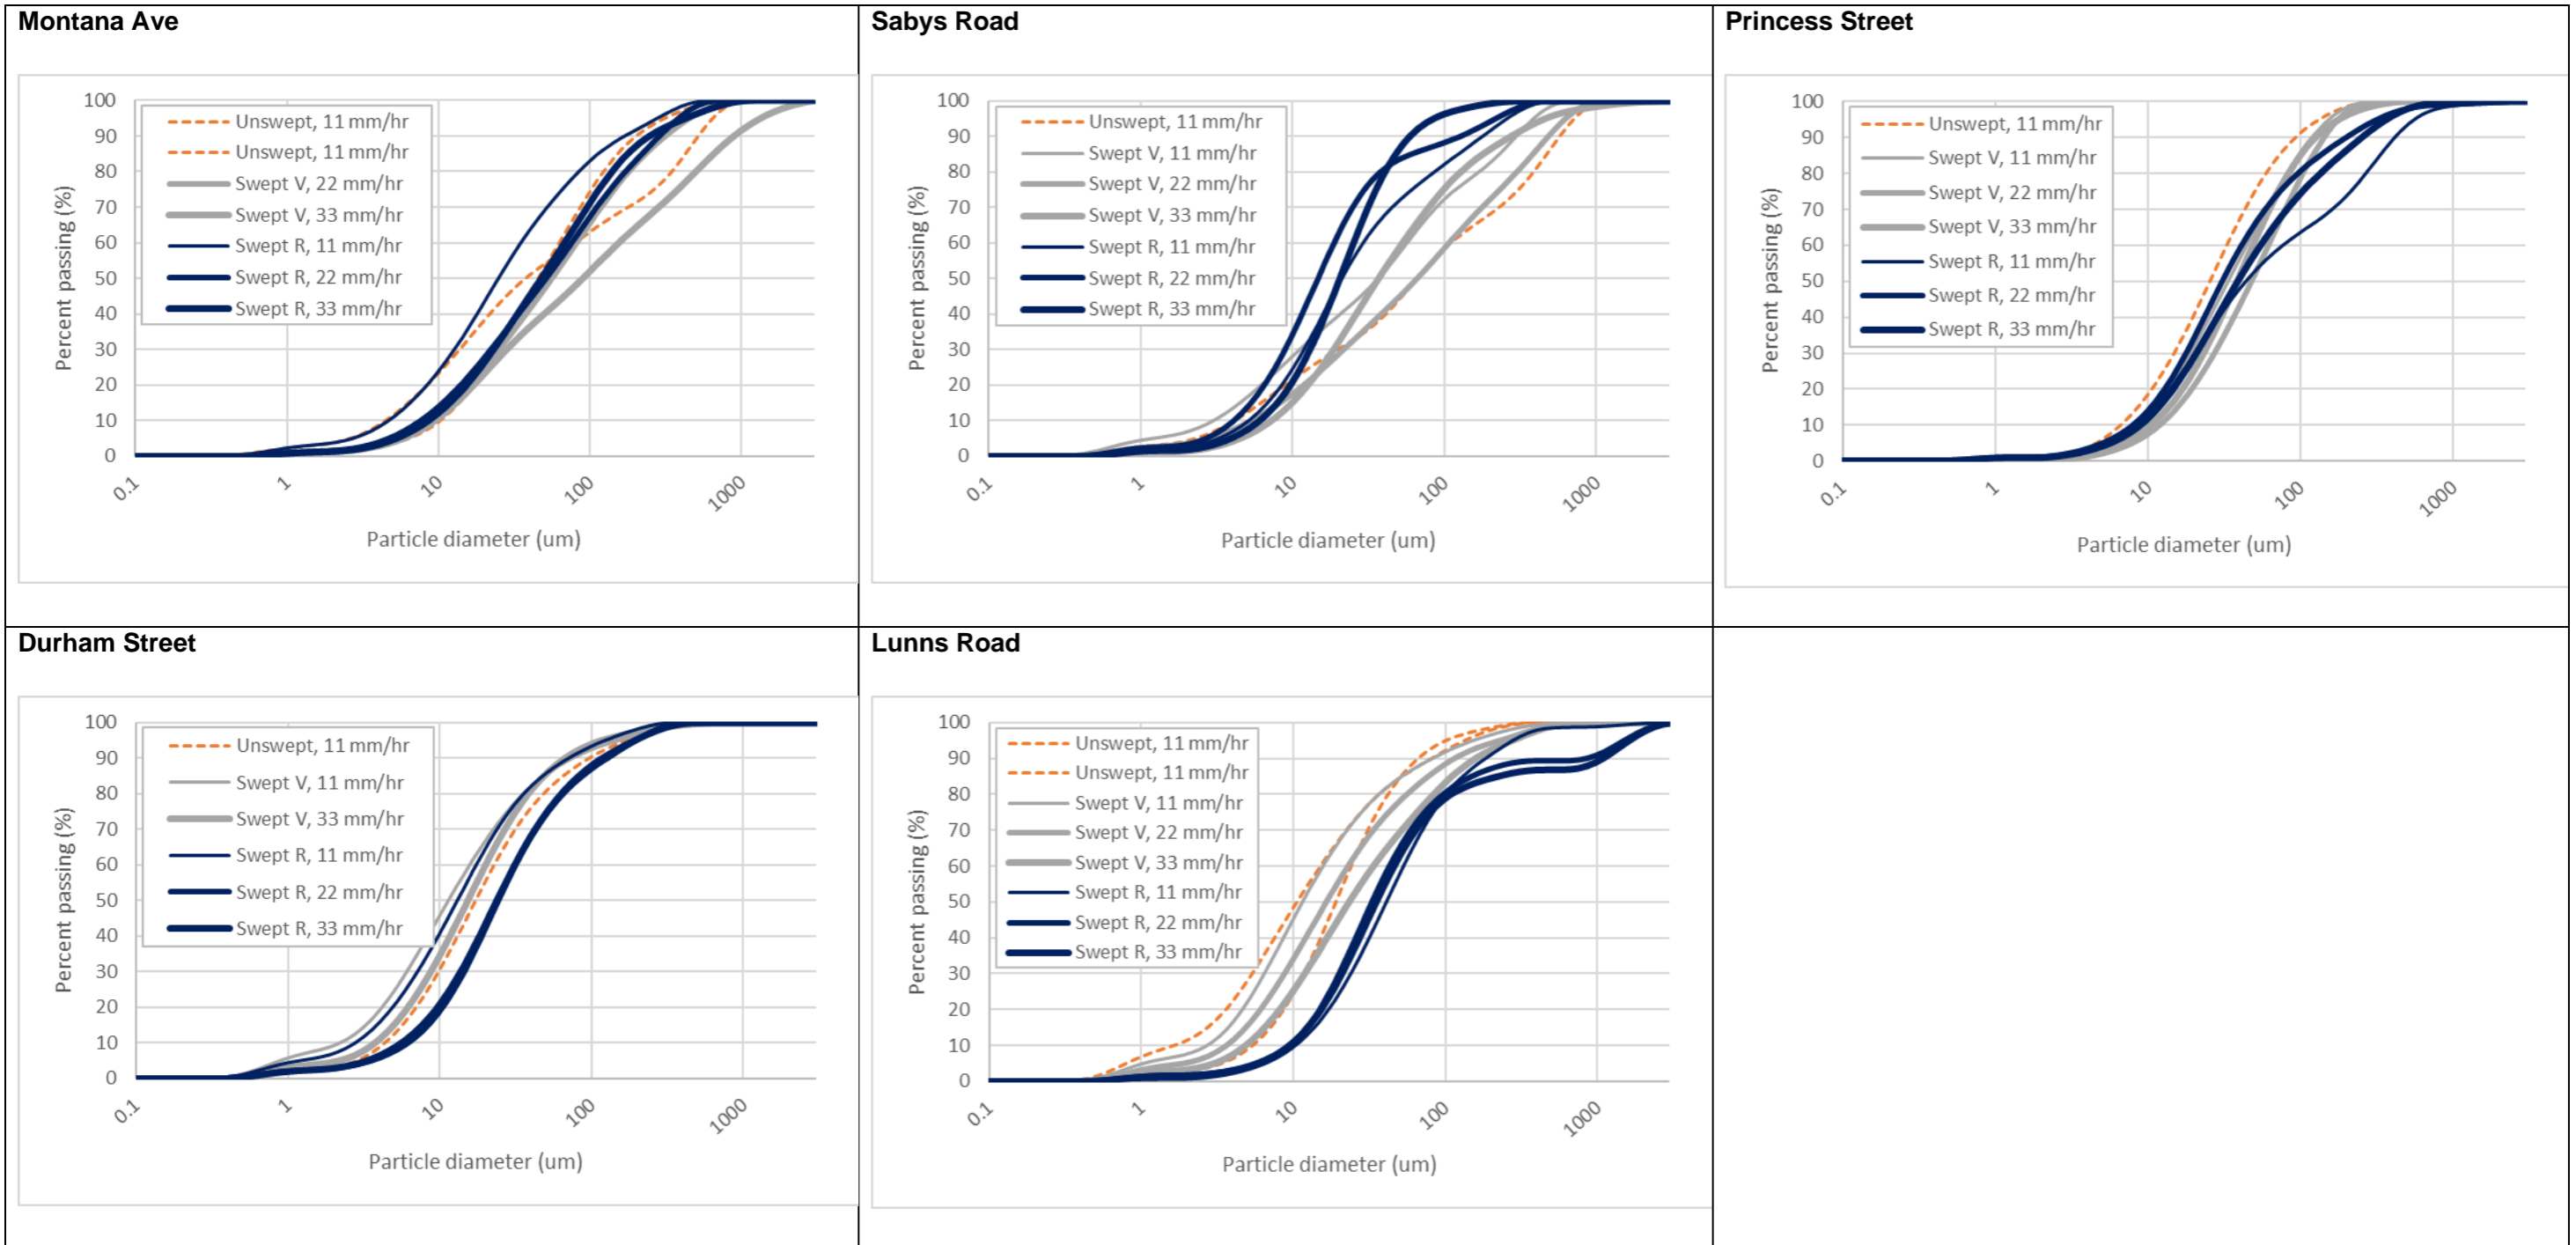 Montana Ave
100
90
80
70
60
50
40
30
20
10
0
Percent passing (%)
Unswept, 11 mm/hr
Unswept, 11 mm/hr
Swept V, 22 mm/hr
Swept V, 33 mm/hr
Swept R, 11 mm/hr
Swept R, 22 mm/hr
Swept R, 33 mm/hr
0.1
1
10
100
1000
Particle diameter (um)
Sabys Road
100
90
80
70
60
50
40
30
20
10
0
Percent passing (%)
Unswept, 11 mm/hr
Swept V, 11 mm/hr
Swept V, 22 mm/hr
Swept V, 33 mm/hr
Swept R, 11 mm/hr
Swept R, 22 mm/hr
Swept R, 33 mm/hr
0.1
1
10
100
1000
Particle diameter (um)
Princess Street
100
90
80
70
60
50
40
30
20
10
0
Percent passing (%)
Unswept, 11 mm/hr
Swept V, 11 mm/hr
Swept V, 22 mm/hr
Swept V, 33 mm/hr
Swept R, 11 mm/hr
Swept R, 22 mm/hr
Swept R, 33 mm/hr
0.1
1
10
100
1000
Particle diameter (um)
Durham Street
100
90
80
70
60
50
40
30
20
10
0
Percent passing (%)
Unswept, 11 mm/hr
Swept V, 11 mm/hr
Swept V, 33 mm/hr
Swept R, 11 mm/hr
Swept R, 22 mm/hr
Swept R, 33 mm/hr
0.1
1
10
100
1000
Particle diameter (um)
Lunns Road
100
90
80
70
60
50
40
30
20
10
0
Percent passing (%)
Unswept, 11 mm/hr
Unswept, 11 mm/hr
Swept V, 11 mm/hr
Swept V, 22 mm/hr
Swept V, 33 mm/hr
Swept R, 11 mm/hr
Swept R, 22 mm/hr
Swept R, 33 mm/hr
0.1
1
10
100
1000
Particle diameter (um)